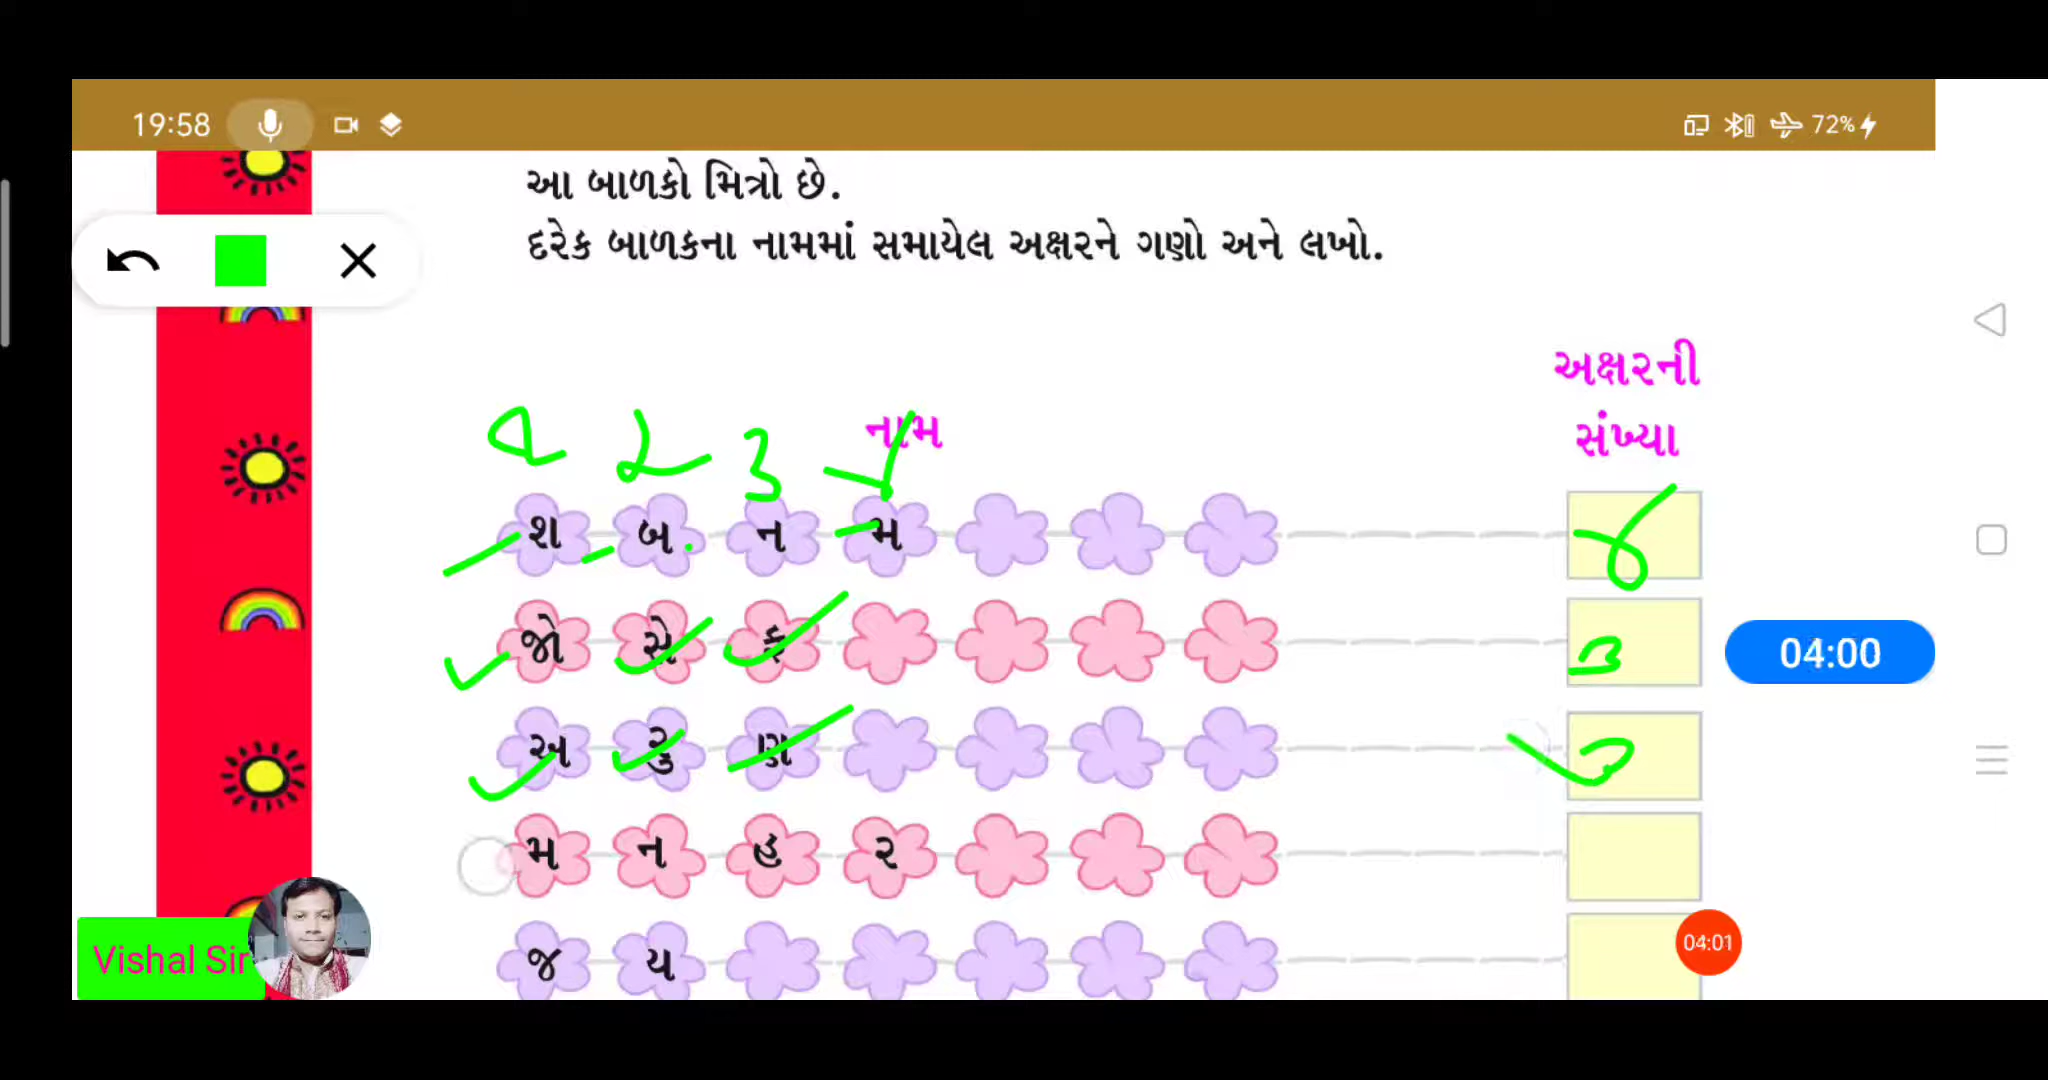 19:58
72%
આ બાળકો મિત્રો છે.
દરેક બાળકના નામમાં સમાયેલ અક્ષરને ગણો અને લખો.
અક્ષરની
સંખ્યા
નામ
૧ ૨ ૩ ૪
શ બ ન મ ૪
જો સે ફ ૩
04:00
અ રુ ણ
મ ન હ ર
04:01
Vishal Sir
જ ય